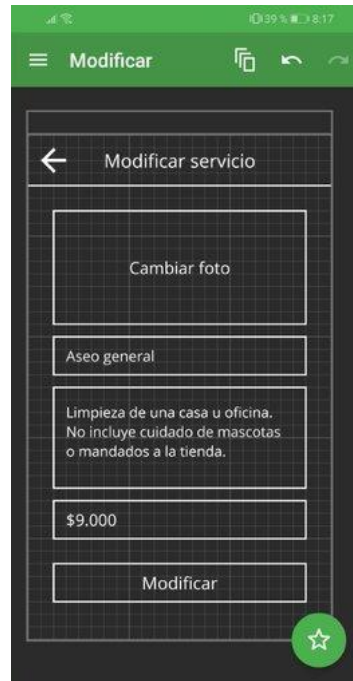 39 % 8:17
Modificar
Modificar servicio
Cambiar foto
Aseo general
Limpieza de una casa u oficina.
No incluye cuidado de mascotas
o mandados a la tienda.
$9.000
Modificar